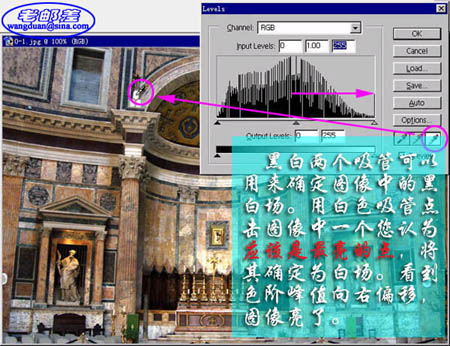 老邮差
wangduan@sina.com
0-1.jpg @ 100% (RGB)
Levels
Channel: RGB
OK
Input Levels: 0 1.00 255
Cancel
Load...
Save...
Auto
Options...
Output Levels: 0 255
黑白两个吸管可以
用来确定图像中的黑
白场。用白色吸管点
击图像中一个您认为
应该是最亮的点，将
其确定为白场。看到
色阶峰值向右偏移，
图像亮了。